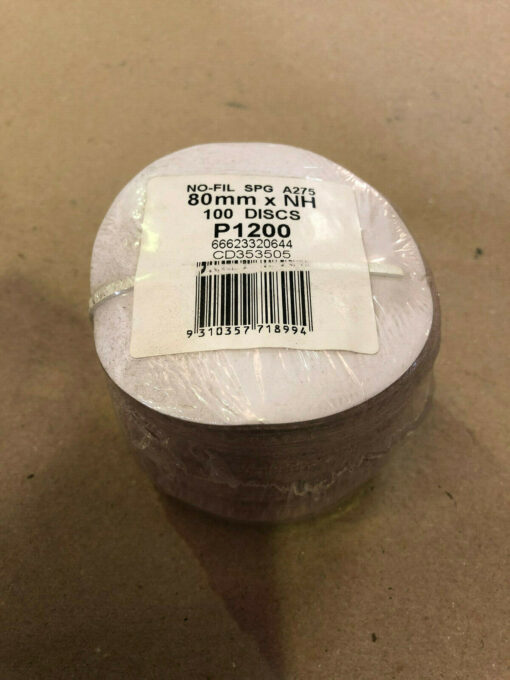 NO-FIL SPG A275
80mm x NH
100 DISCS
P1200
66623320644
CD353505
9 310357 718994